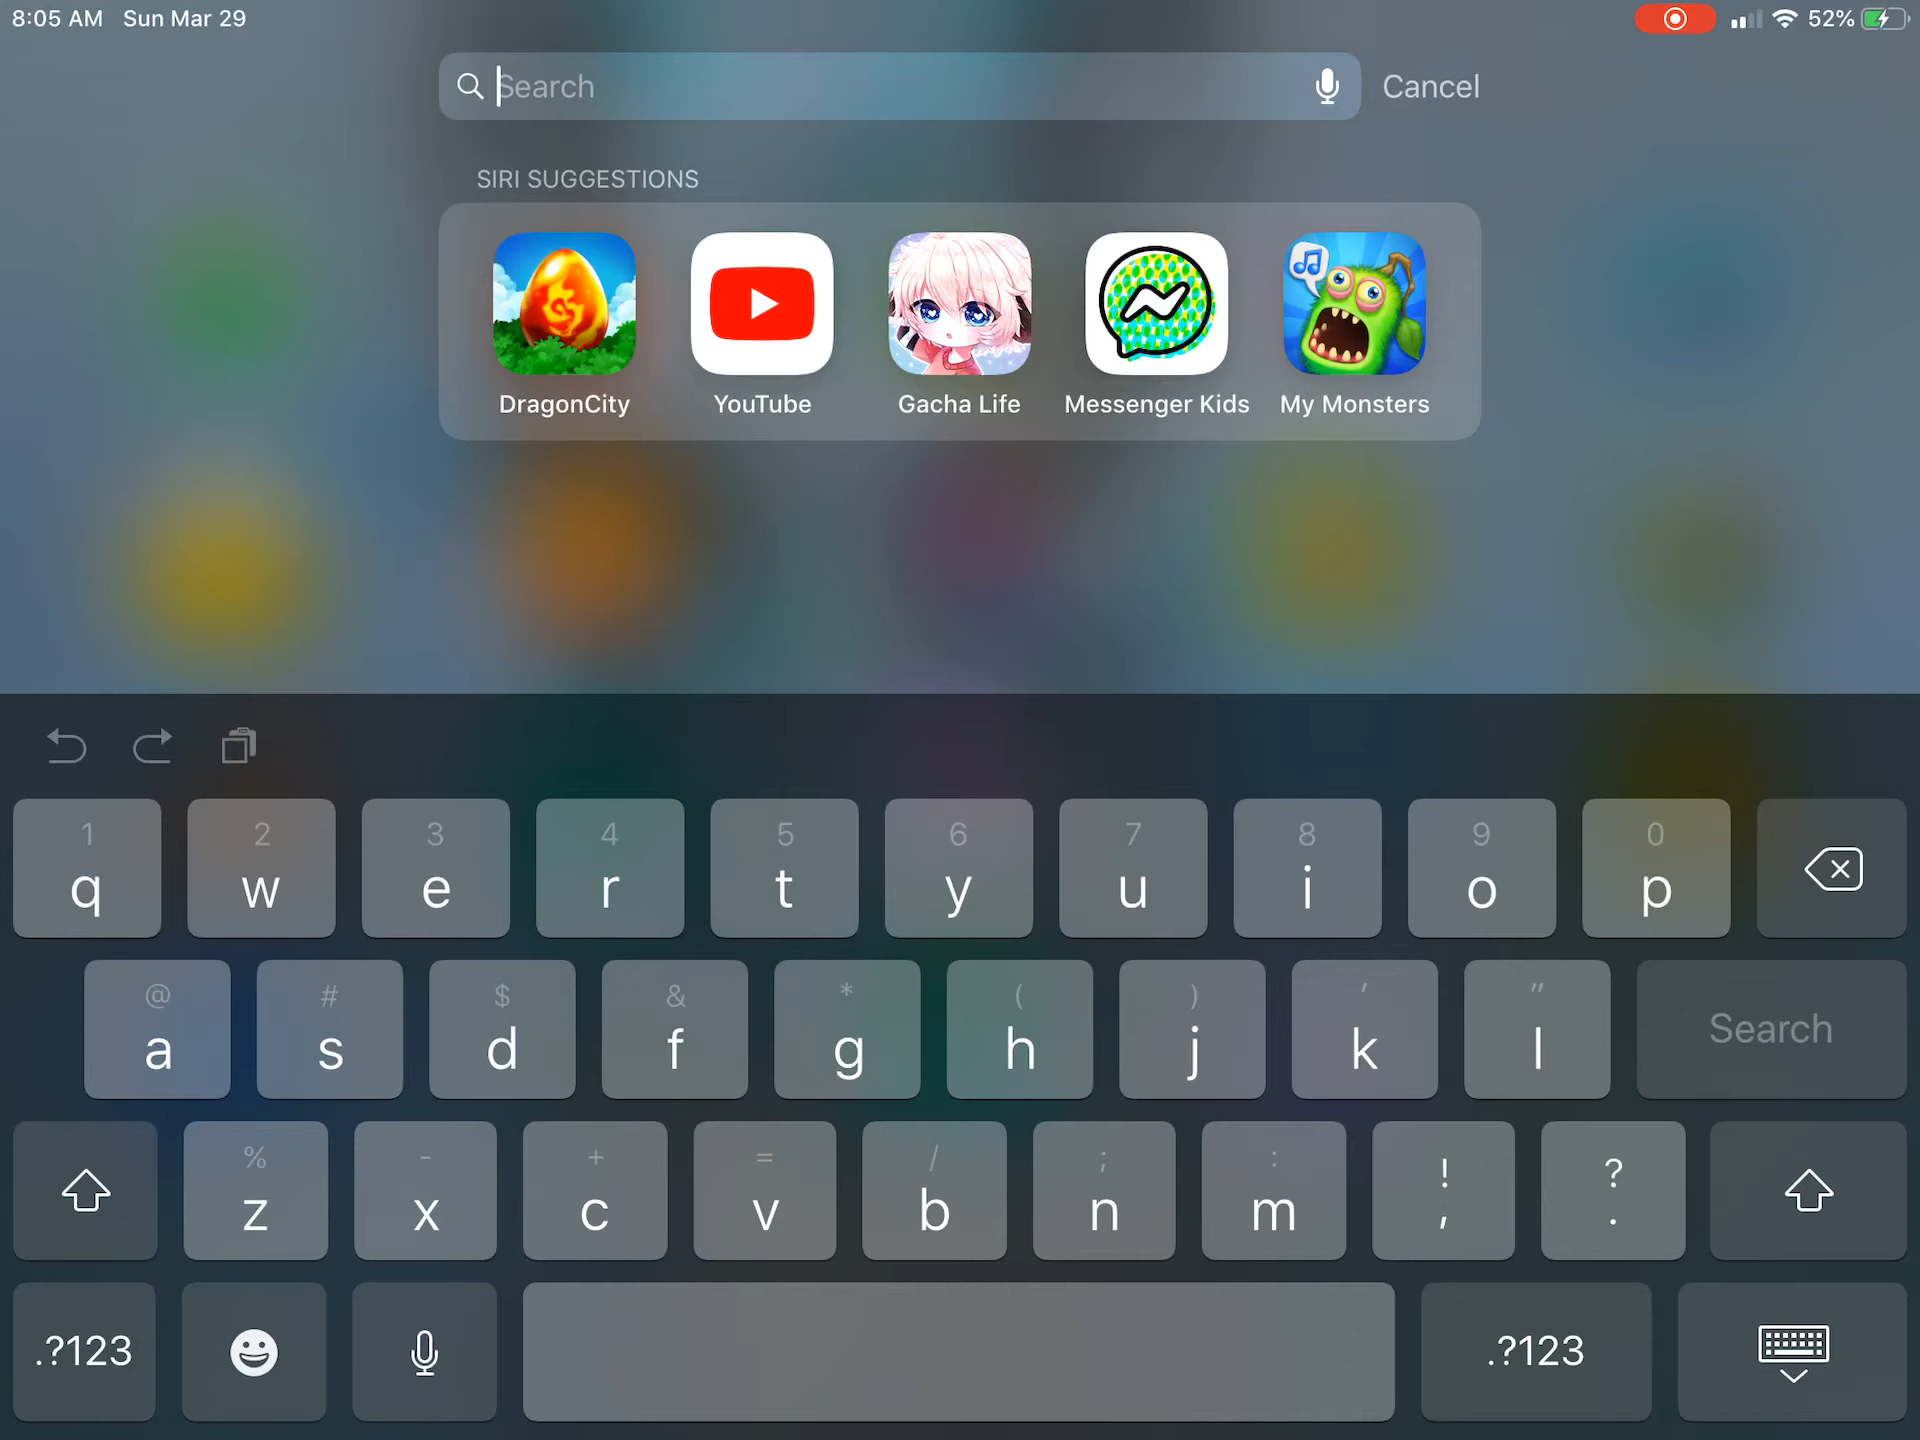 8:05 AM Sun Mar 29 52%
Search Cancel
SIRI SUGGESTIONS
DragonCity YouTube Gacha Life Messenger Kids My Monsters
1 2 3 4 5 6 7 8 9 0
q w e r t y u i o p
@ # $ & * ( ) ' "
a s d f g h j k l Search
% - + = / ; : ! ?
z x c v b n m , .
.?123 .?123